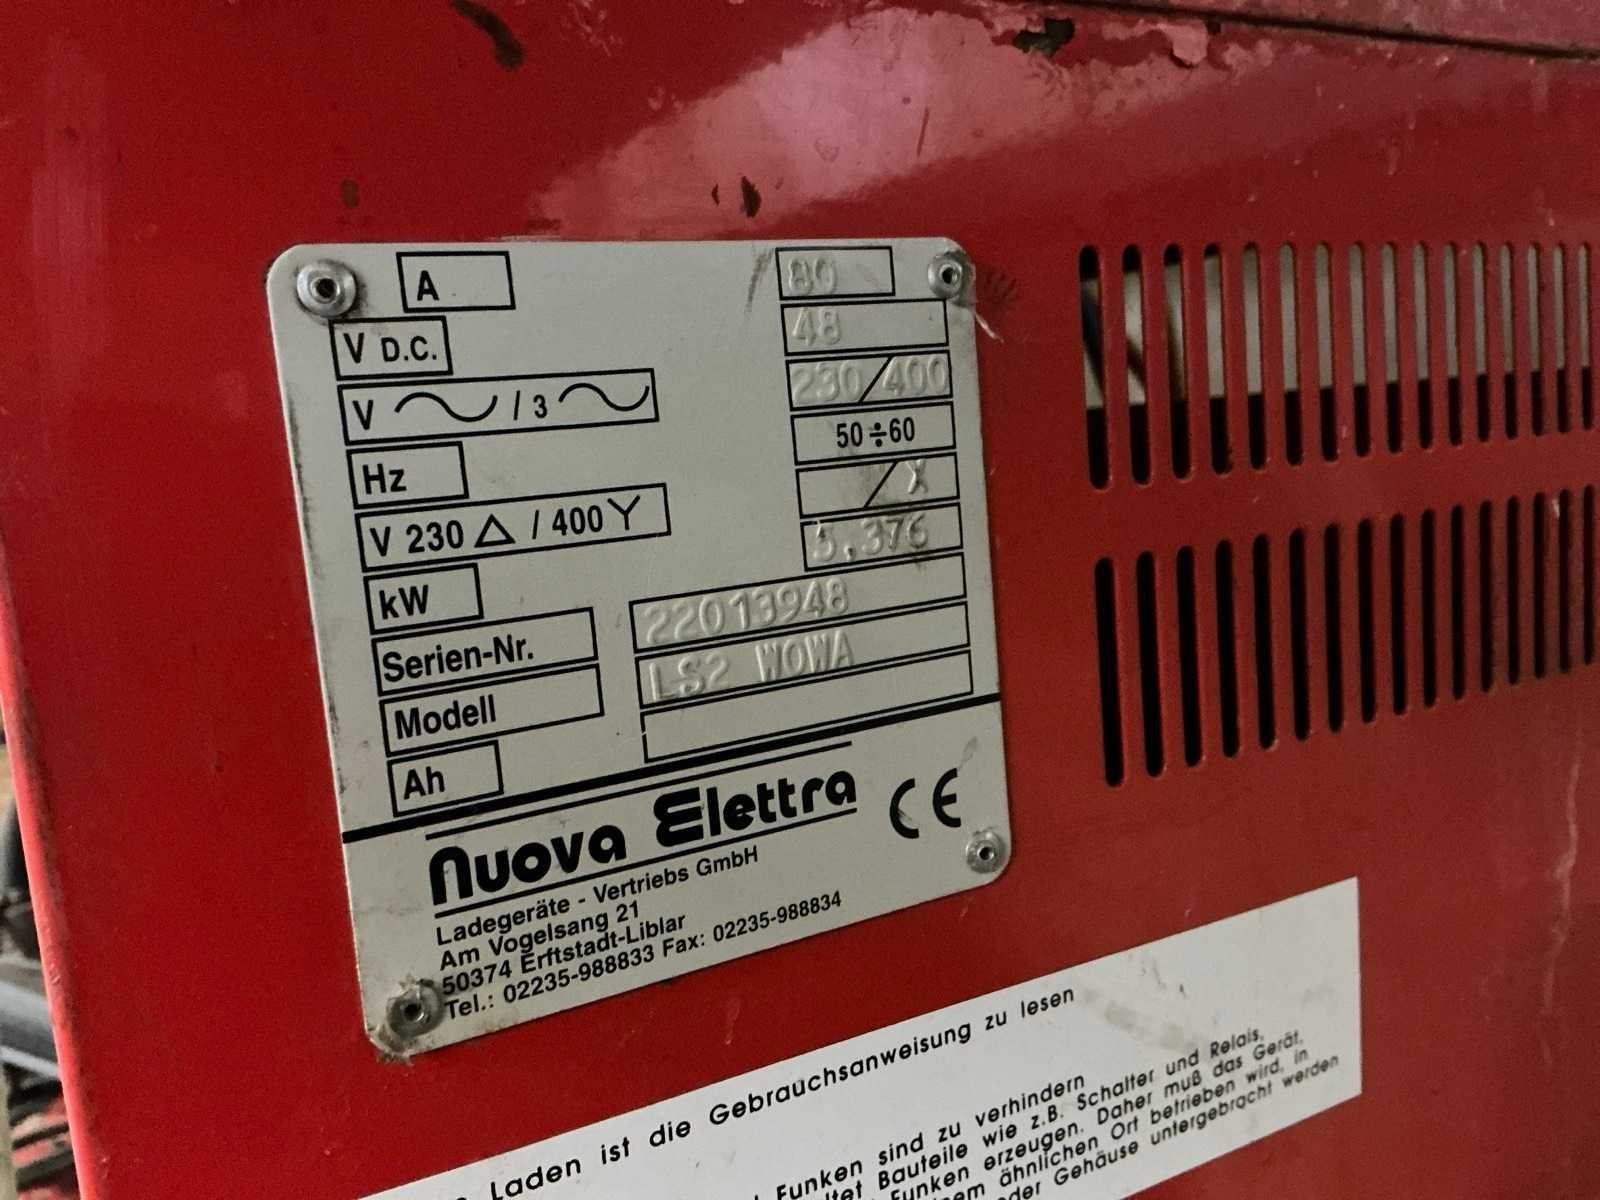 A 80
V D.C. 48
V / 3 230/400
Hz 50÷60
V 230 △ / 400 Y /X
kW 5.376
Serien-Nr. 22013948
Modell LS2 WOWA
Ah
nuova Elettra CE
Ladegeräte - Vertriebs GmbH
Am Vogelsang 21
50374 Erftstadt-Liblar
Tel.: 02235-988833 Fax: 02235-988834
Laden ist die Gebrauchsanweisung zu lesen
Funken sind zu verhindern
Bauteile wie z.B. Schalter und Relais,
Funken erzeugen. Daher muß das Gerät,
ähnlichen Ort betrieben wird, in
oder Gehäuse untergebracht werden